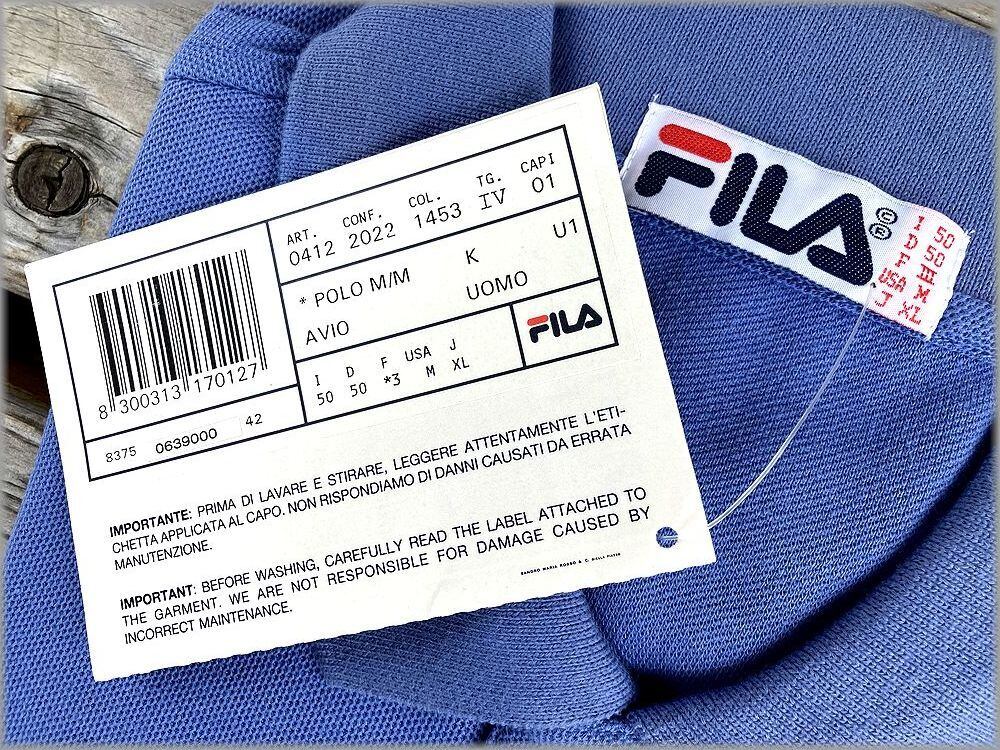 ART. CONF. COL. TG. CAPI
0412 2022 1453 IV 01
* POLO M/M K U1
AVIO UOMO
I D F USA J
50 50 *3 M XL
FILA
8 300313 170127
8375 0639000 42
IMPORTANTE: PRIMA DI LAVARE E STIRARE, LEGGERE ATTENTAMENTE L'ETI-
CHETTA APPLICATA AL CAPO. NON RISPONDIAMO DI DANNI CAUSATI DA ERRATA
MANUTENZIONE.
IMPORTANT: BEFORE WASHING, CAREFULLY READ THE LABEL ATTACHED TO
THE GARMENT. WE ARE NOT RESPONSIBLE FOR DAMAGE CAUSED BY
INCORRECT MAINTENANCE.
FILA © ®
I 50
D 50
F III
USA M
J XL